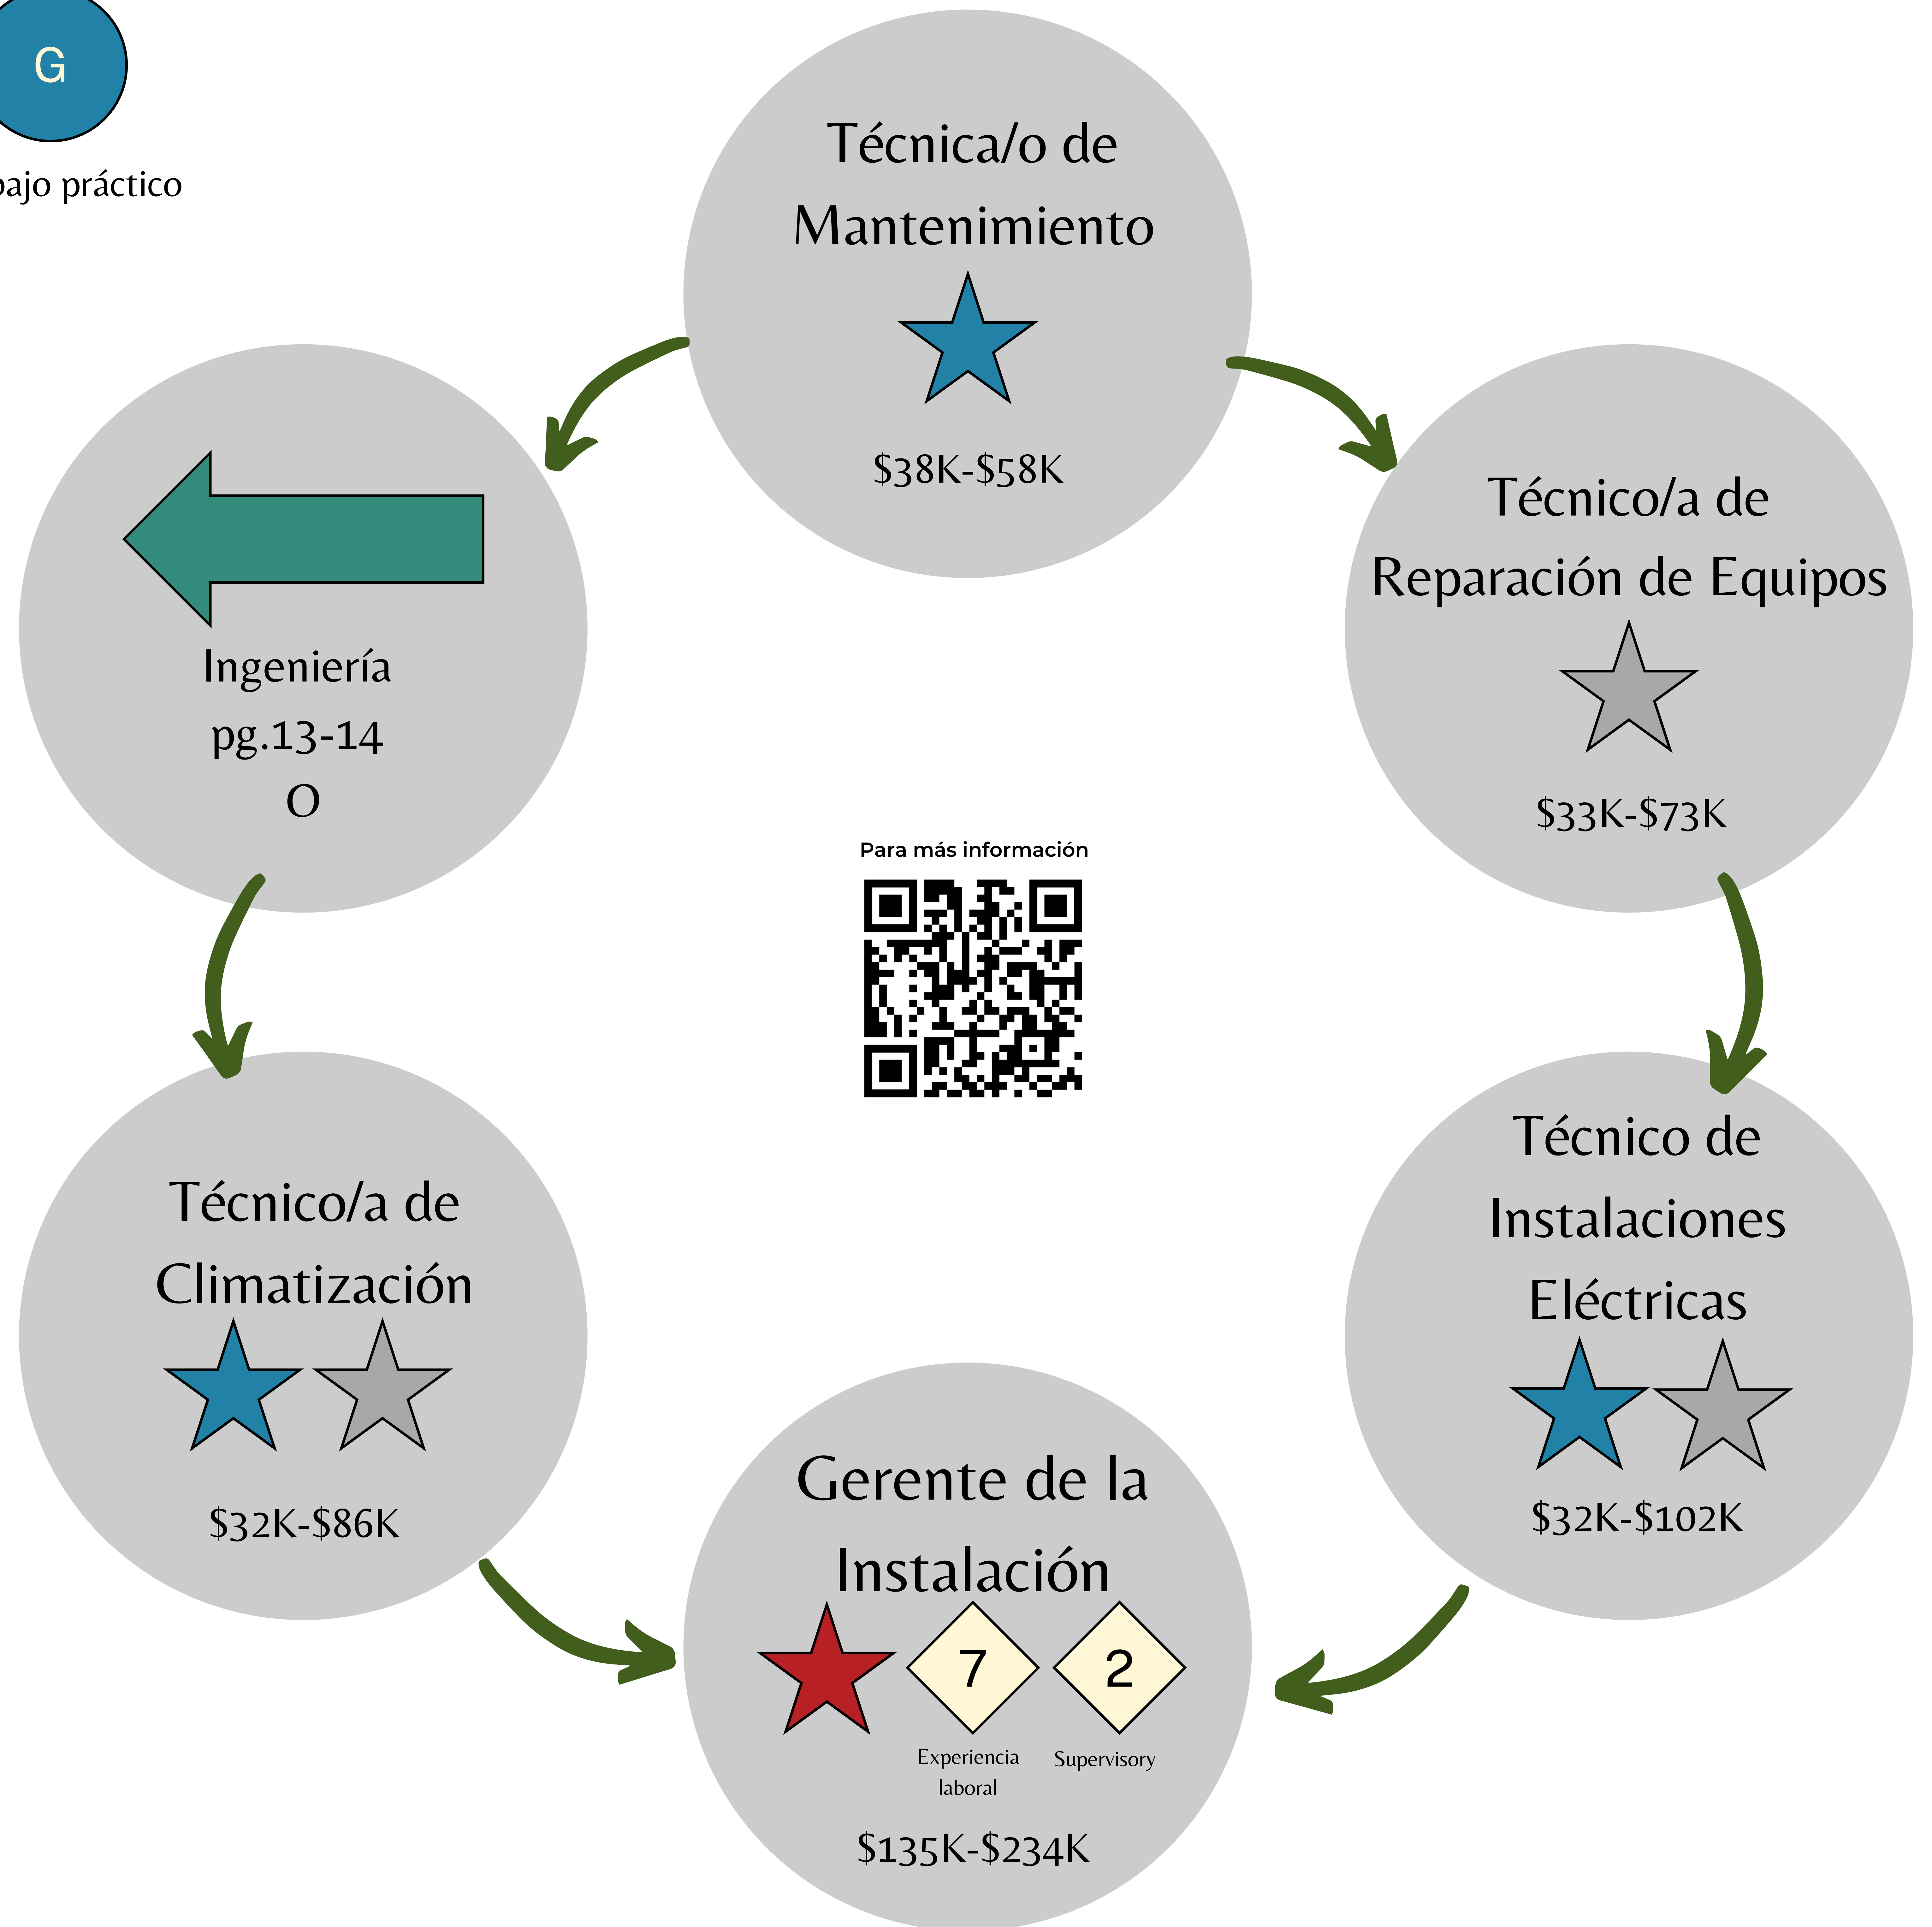 G
bajo práctico
Técnica/o de
Mantenimiento
$38K-$58K
Ingeniería
pg.13-14
O
Técnico/a de
Reparación de Equipos
$33K-$73K
Para más información
Técnico/a de
Climatización
$32K-$86K
Técnico de
Instalaciones
Eléctricas
$32K-$102K
Gerente de la
Instalación
7
2
Experiencia
laboral
Supervisory
$135K-$234K